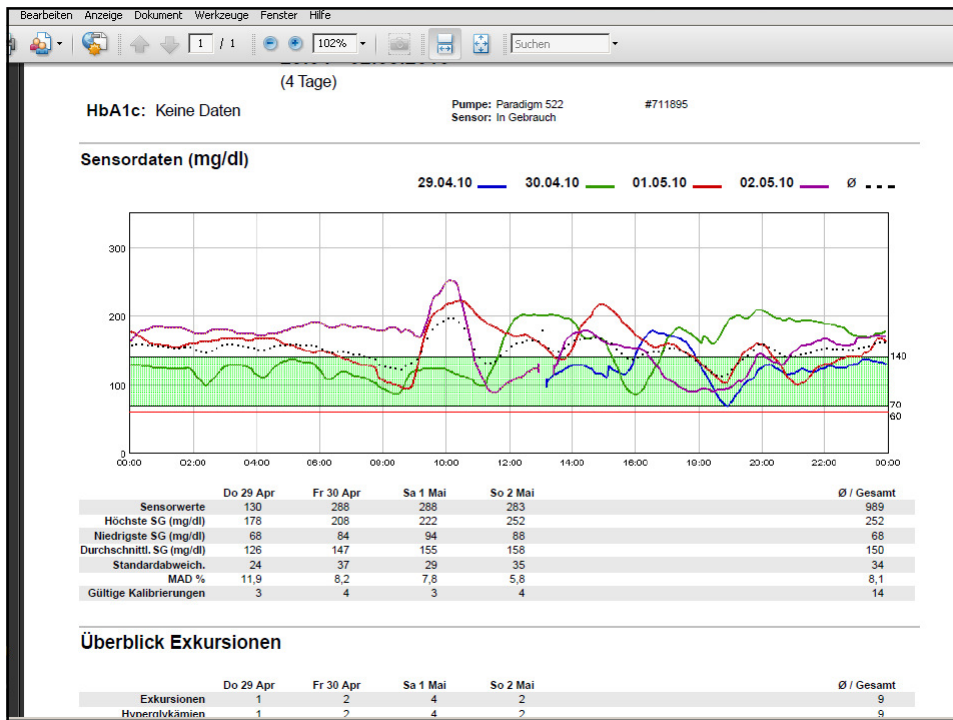 Bearbeiten Anzeige Dokument Werkzeuge Fenster Hilfe
1 / 1 102% Suchen
(4 Tage)
HbA1c: Keine Daten
Pumpe: Paradigm 522 #711895
Sensor: In Gebrauch
Sensordaten (mg/dl)
29.04.10 30.04.10 01.05.10 02.05.10 Ø
300
200
140
100
70
60
0
00:00 02:00 04:00 06:00 08:00 10:00 12:00 14:00 16:00 18:00 20:00 22:00 00:00
Do 29 Apr Fr 30 Apr Sa 1 Mai So 2 Mai Ø / Gesamt
Sensorwerte 130 288 288 283 989
Höchste SG (mg/dl) 178 208 222 252 252
Niedrigste SG (mg/dl) 68 84 94 88 68
Durchschnittl. SG (mg/dl) 126 147 155 158 150
Standardabweich. 24 37 29 35 34
MAD % 11,9 8,2 7,8 5,8 8,1
Gültige Kalibrierungen 3 4 3 4 14
Überblick Exkursionen
Do 29 Apr Fr 30 Apr Sa 1 Mai So 2 Mai Ø / Gesamt
Exkursionen 1 2 4 2 9
Hyperglykämien 1 2 4 2 9